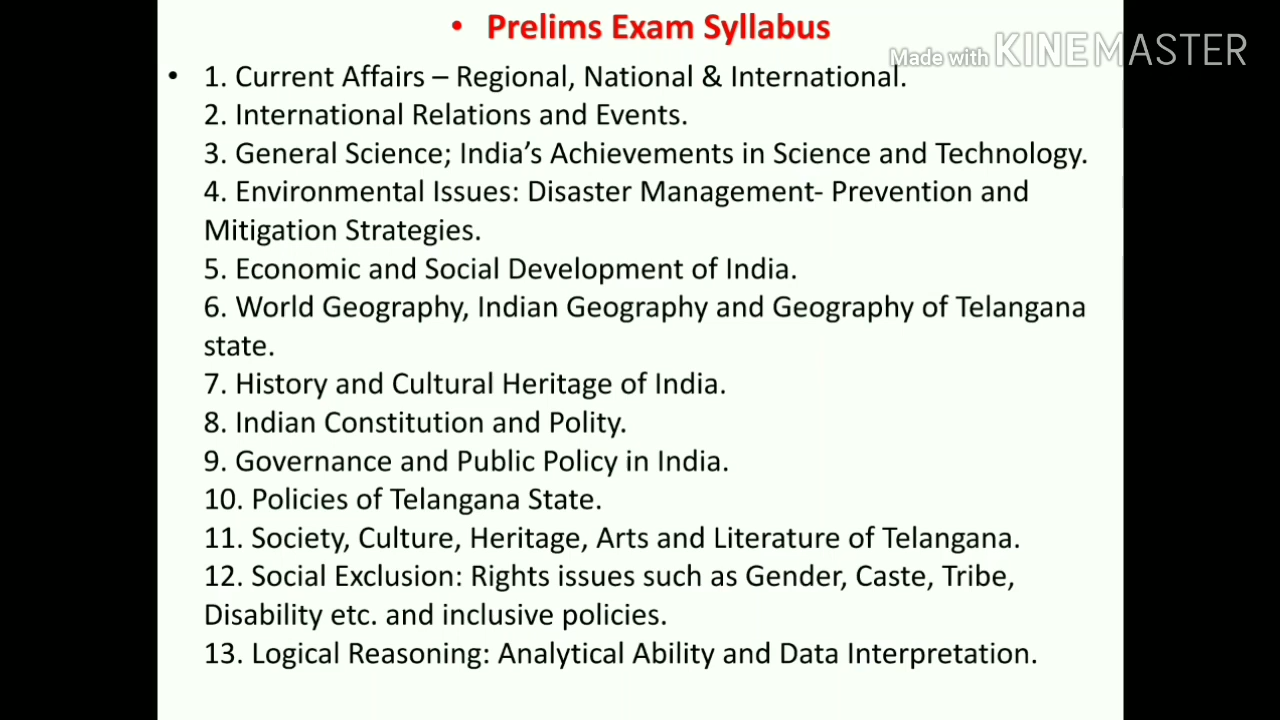 • Prelims Exam Syllabus
Made with KINEMASTER
• 1. Current Affairs – Regional, National & International.
2. International Relations and Events.
3. General Science; India’s Achievements in Science and Technology.
4. Environmental Issues: Disaster Management- Prevention and
Mitigation Strategies.
5. Economic and Social Development of India.
6. World Geography, Indian Geography and Geography of Telangana
state.
7. History and Cultural Heritage of India.
8. Indian Constitution and Polity.
9. Governance and Public Policy in India.
10. Policies of Telangana State.
11. Society, Culture, Heritage, Arts and Literature of Telangana.
12. Social Exclusion: Rights issues such as Gender, Caste, Tribe,
Disability etc. and inclusive policies.
13. Logical Reasoning: Analytical Ability and Data Interpretation.